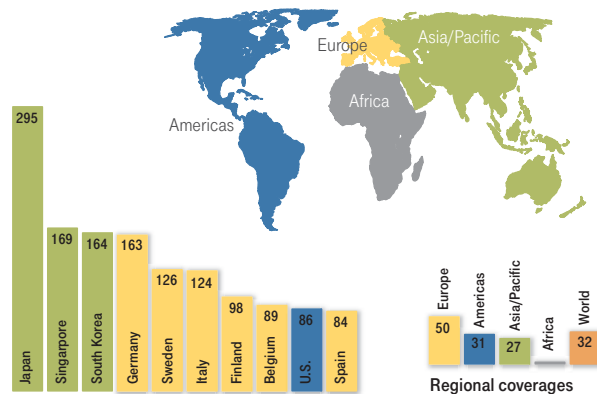 Europe
Asia/Pacific
Africa
Americas
295
Japan
169
Singarpore
164
South Korea
163
Germany
126
Sweden
124
Italy
98
Finland
89
Belgium
86
U.S.
84
Spain
Europe
50
Americas
31
Asia/Pacific
27
Africa
World
32
Regional coverages